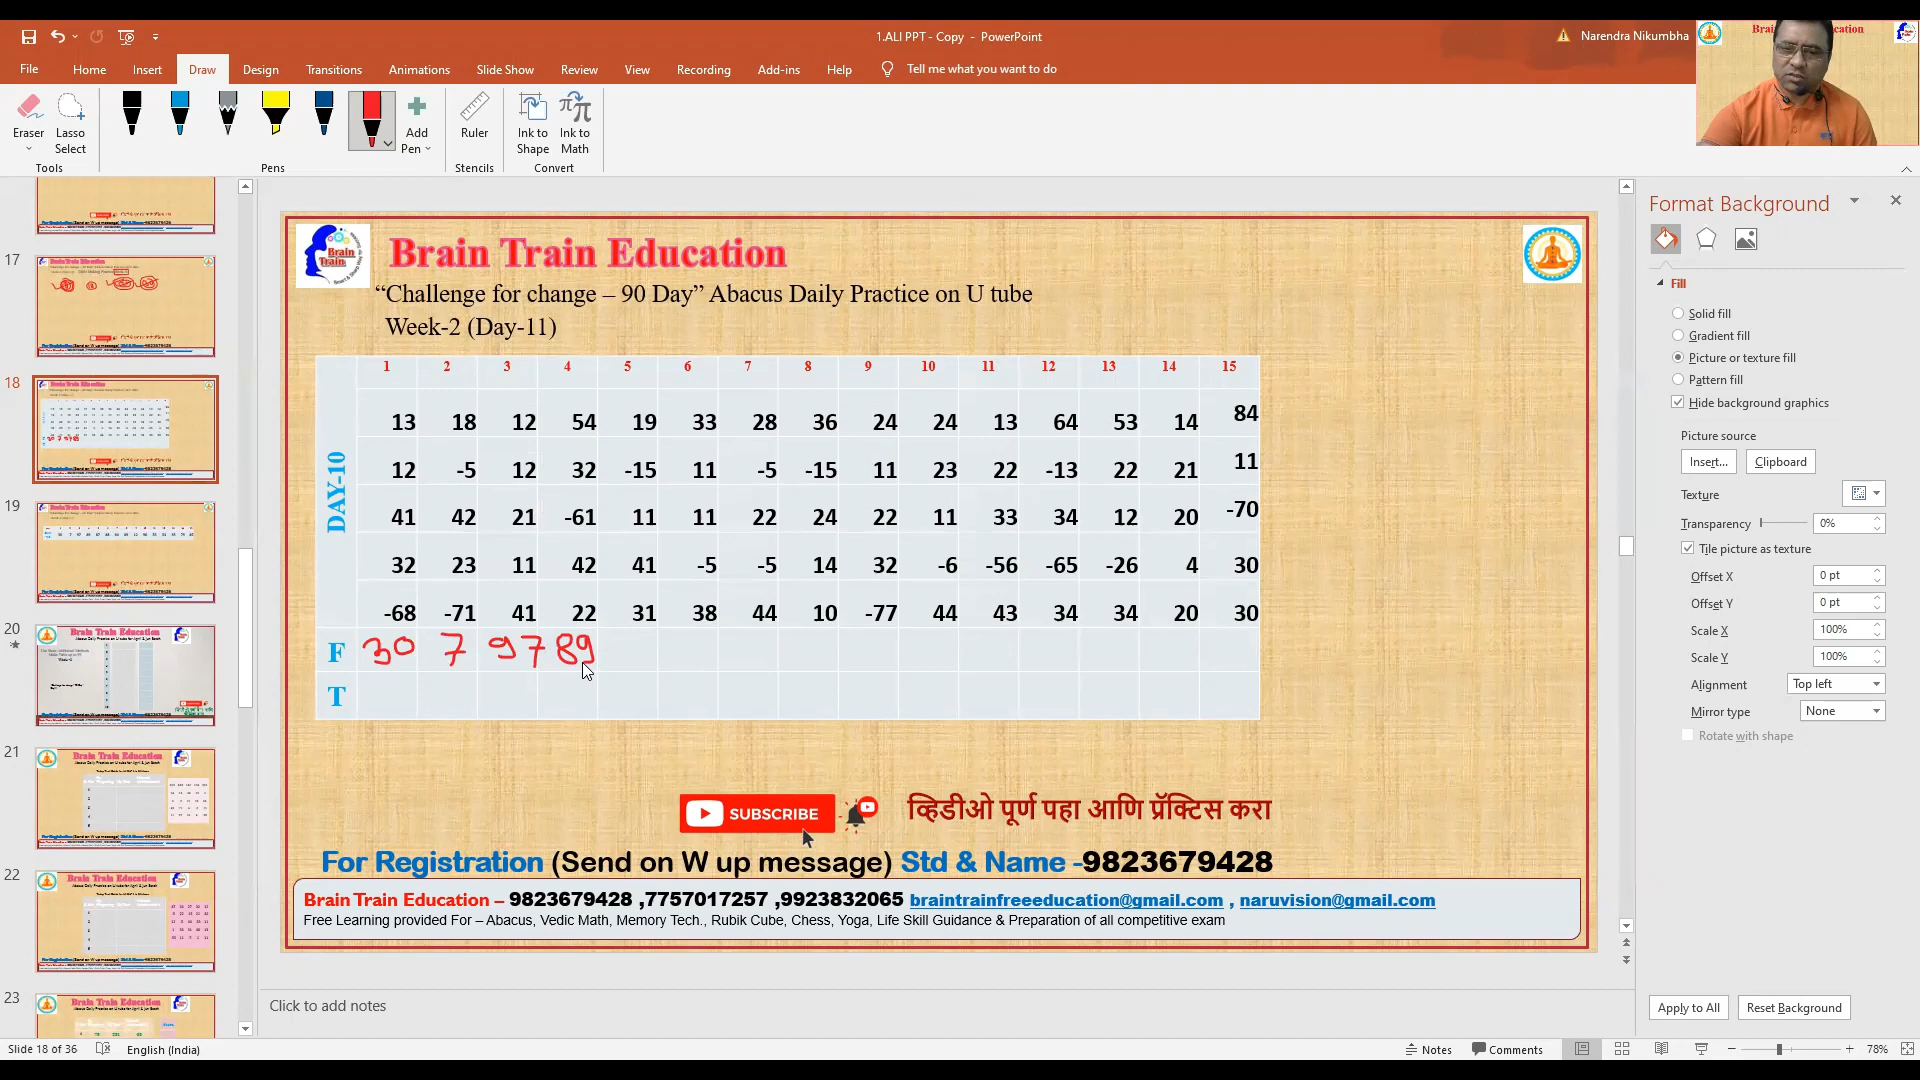 1.ALI PPT - Copy - PowerPoint
Narendra Nikumbha
File Home Insert Draw Design Transitions Animations Slide Show Review View Recording Add-ins Help Tell me what you want to do
Eraser
Lasso Select
Add Pen
Ruler
Ink to Shape
Ink to Math
Tools Pens Stencils Convert
17
18
19
20
21
22
23
Brain Train Education
“Challenge for change – 90 Day” Abacus Daily Practice on U tube
Week-2 (Day-11)
1 2 3 4 5 6 7 8 9 10 11 12 13 14 15
DAY-10
13 18 12 54 19 33 28 36 24 24 13 64 53 14 84
12 -5 12 32 -15 11 -5 -15 11 23 22 -13 22 21 11
41 42 21 -61 11 11 22 24 22 11 33 34 12 20 -70
32 23 11 42 41 -5 -5 14 32 -6 -56 -65 -26 4 30
-68 -71 41 22 31 38 44 10 -77 44 43 34 34 20 30
F 30 7 97 89
T
SUBSCRIBE व्हिडीओ पूर्ण पहा आणि प्रॅक्टिस करा
For Registration (Send on W up message) Std & Name -9823679428
Brain Train Education – 9823679428 ,7757017257 ,9923832065 braintrainfreeeducation@gmail.com , naruvision@gmail.com
Free Learning provided For – Abacus, Vedic Math, Memory Tech., Rubik Cube, Chess, Yoga, Life Skill Guidance & Preparation of all competitive exam
Click to add notes
Format Background
Fill
Solid fill
Gradient fill
Picture or texture fill
Pattern fill
Hide background graphics
Picture source
Insert... Clipboard
Texture
Transparency 0%
Tile picture as texture
Offset X 0 pt
Offset Y 0 pt
Scale X 100%
Scale Y 100%
Alignment Top left
Mirror type None
Rotate with shape
Apply to All Reset Background
Slide 18 of 36 English (India) Notes Comments 78%